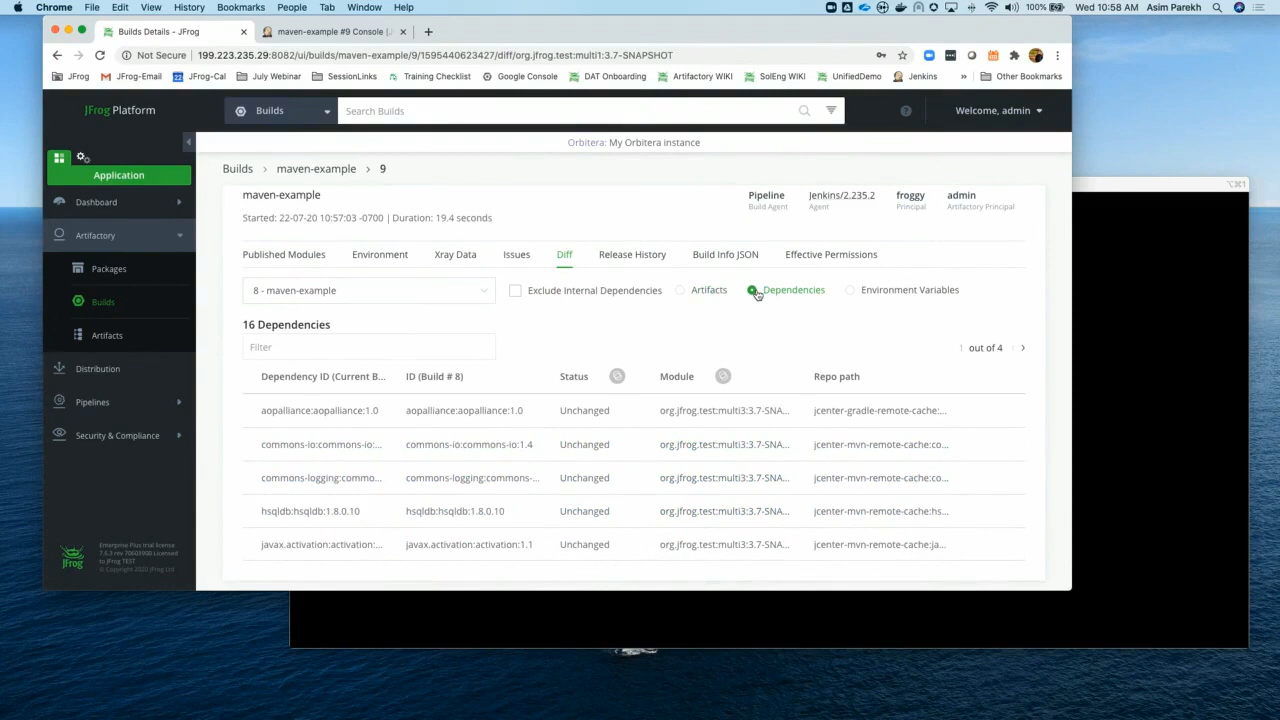 Chrome File Edit View History Bookmarks People Tab Window Help 100% Wed 10:58 AM Asim Parekh
Builds Details - JFrog
maven-example #9 Console [J
Not Secure 199.223.235.29:8082/ui/builds/maven-example/9/1595440623427/diff/org.jfrog.test:multi1:3.7-SNAPSHOT
JFrog JFrog-Email JFrog-Cal July Webinar SessionLinks Training Checklist Google Console DAT Onboarding Artifactory WIKI SolEng WIKI UnifiedDemo Jenkins » Other Bookmarks
JFrog Platform
Builds
Search Builds
Welcome, admin
Orbitera: My Orbitera instance
Application
Dashboard
Artifactory
Packages
Builds
Artifacts
Distribution
Pipelines
Security & Compliance
Enterprise Plus trial license
7.6.3 rev 70603900 Licensed
to JFrog TEST
© Copyright 2020 JFrog Ltd
JFrog
Builds > maven-example > 9
maven-example
Started: 22-07-20 10:57:03 -0700 | Duration: 19.4 seconds
Pipeline Jenkins/2.235.2 froggy admin
Build Agent Agent Principal Artifactory Principal
Published Modules Environment Xray Data Issues Diff Release History Build Info JSON Effective Permissions
8 - maven-example Exclude Internal Dependencies Artifacts Dependencies Environment Variables
16 Dependencies
Filter
1 out of 4
Dependency ID (Current B... ID (Build # 8) Status Module Repo path
aopalliance:aopalliance:1.0 aopalliance:aopalliance:1.0 Unchanged org.jfrog.test:multi3:3.7-SNA... jcenter-gradle-remote-cache:...
commons-io:commons-io:... commons-io:commons-io:1.4 Unchanged org.jfrog.test:multi3:3.7-SNA... jcenter-mvn-remote-cache:co...
commons-logging:commo... commons-logging:commons-... Unchanged org.jfrog.test:multi3:3.7-SNA... jcenter-mvn-remote-cache:co...
hsqldb:hsqldb:1.8.0.10 hsqldb:hsqldb:1.8.0.10 Unchanged org.jfrog.test:multi3:3.7-SNA... jcenter-mvn-remote-cache:hs...
javax.activation:activation:... javax.activation:activation:1.1 Unchanged org.jfrog.test:multi3:3.7-SNA... jcenter-mvn-remote-cache:ja...
⌥⌘1